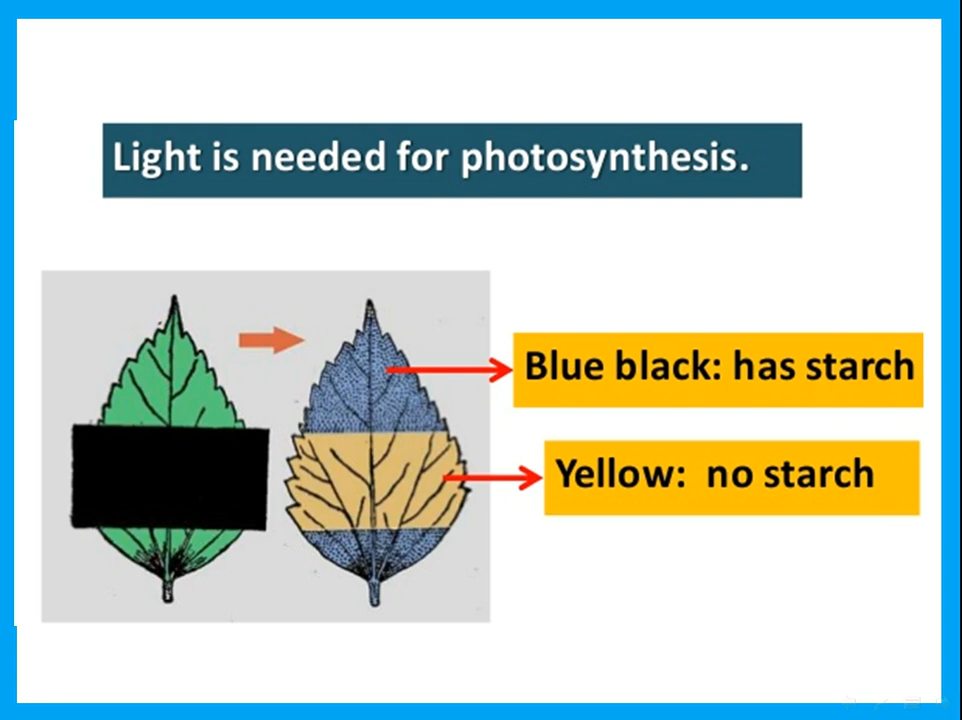 Light is needed for photosynthesis.
Blue black: has starch
Yellow: no starch